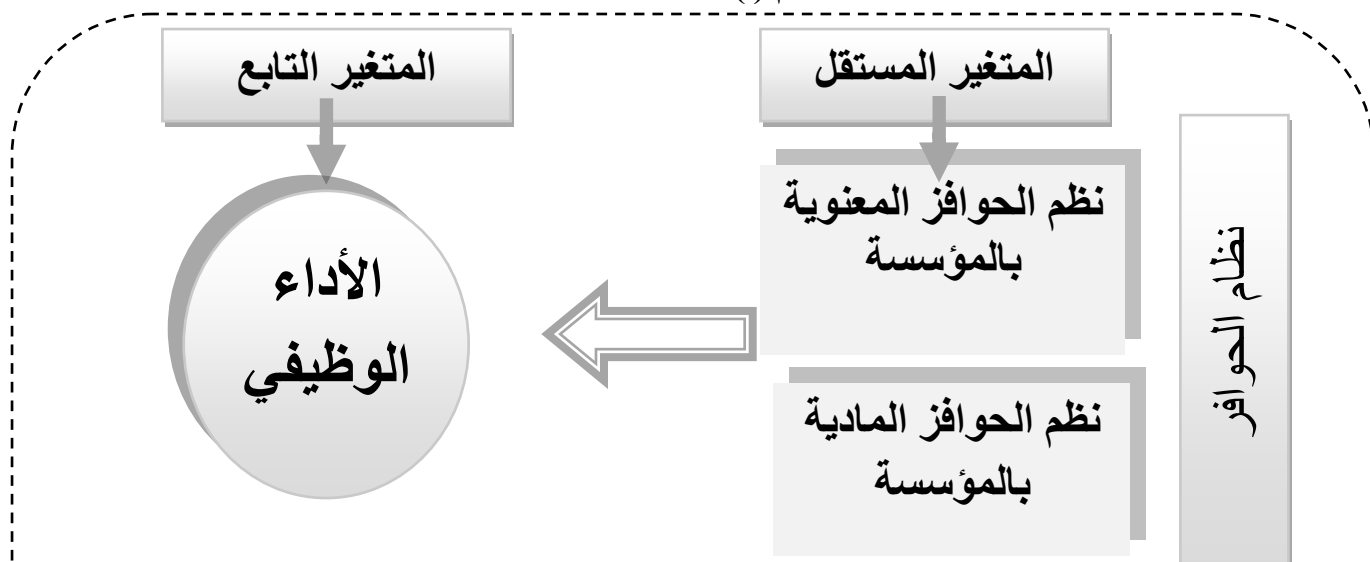 المتغير المستقل
المتغير التابع
نظام الحوافز
نظم الحوافز المعنوية
بالمؤسسة
نظم الحوافز المادية
بالمؤسسة
الأداء
الوظيفي